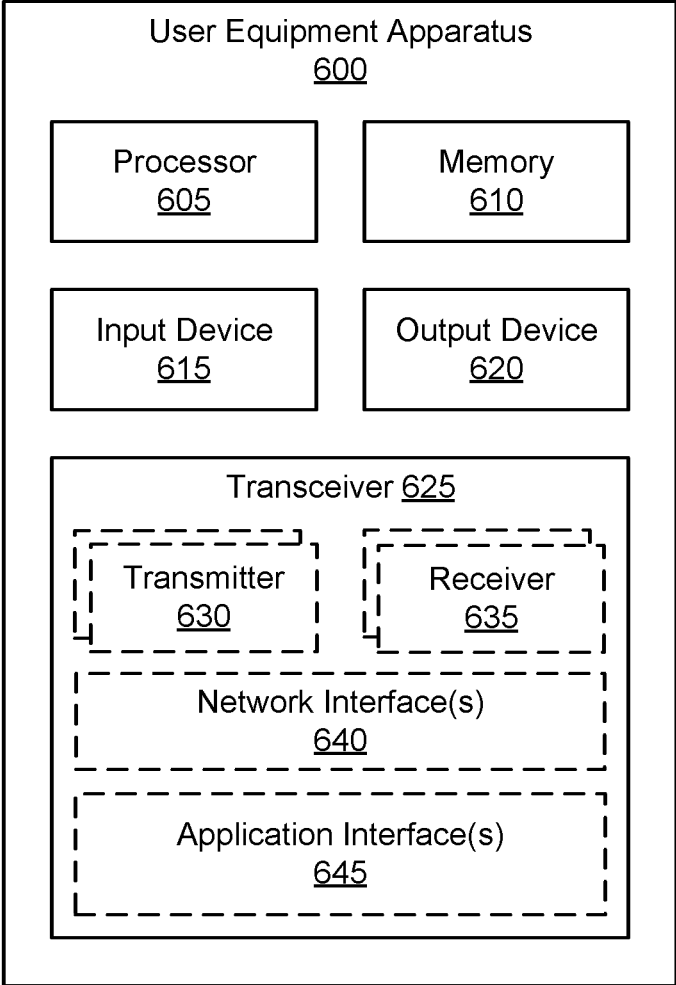 User Equipment Apparatus
600
Processor
605
Memory
610
Input Device
615
Output Device
620
Transceiver 625
Transmitter
630
Receiver
635
Network Interface(s)
640
Application Interface(s)
645